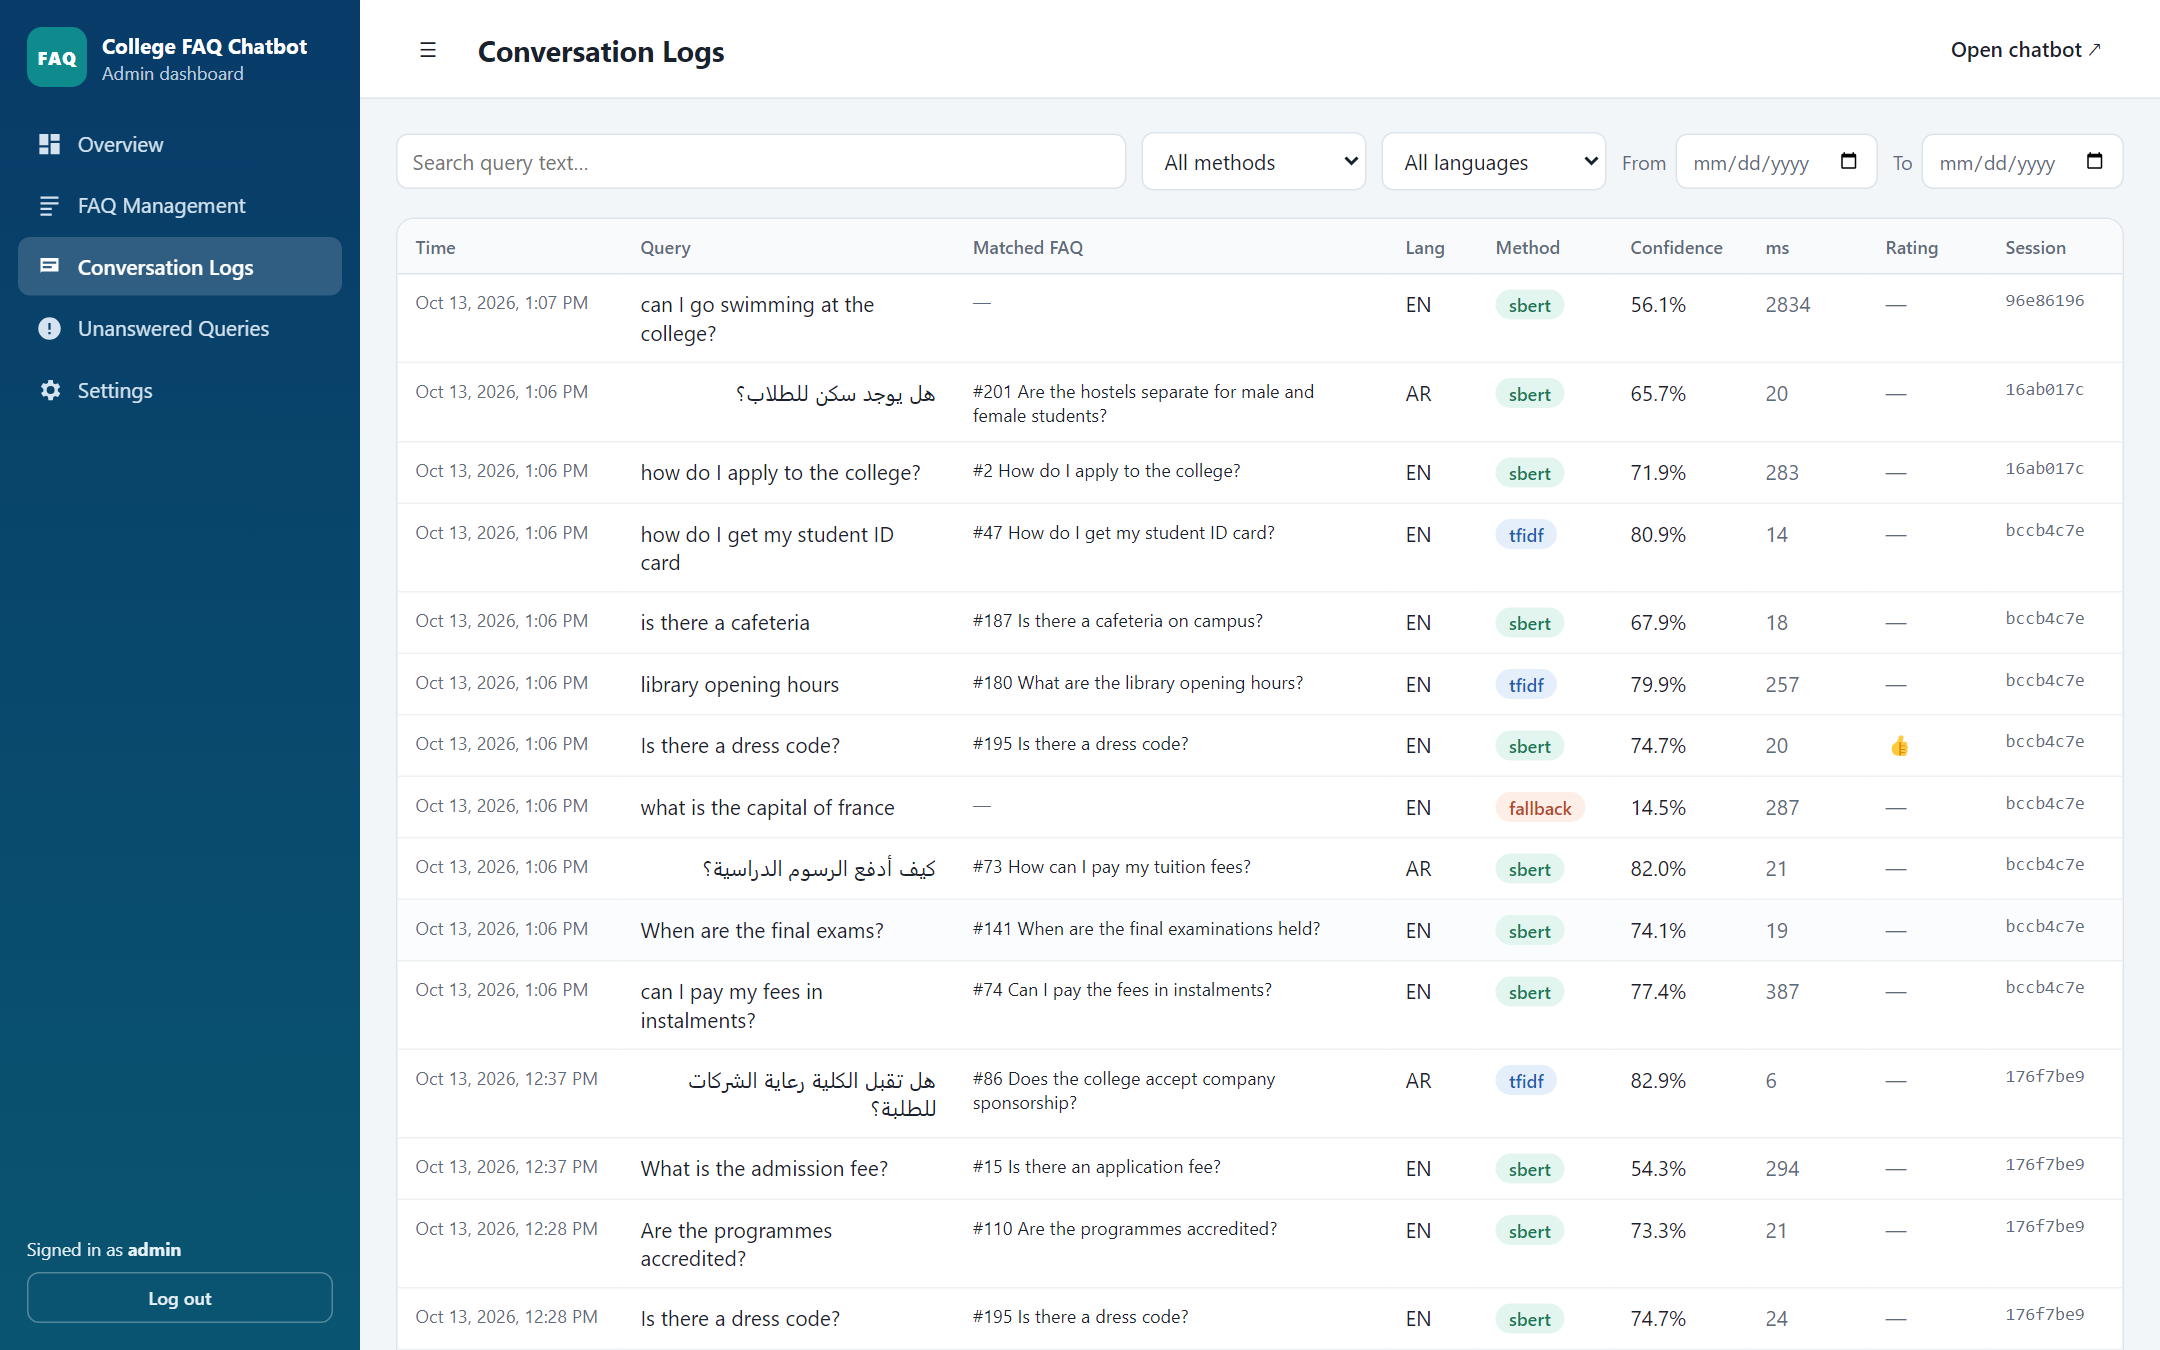 FAQ
College FAQ Chatbot
Admin dashboard
Overview
FAQ Management
Conversation Logs
Unanswered Queries
Settings
Signed in as admin
Log out
☰ Conversation Logs
Open chatbot ↗
Search query text...
All methods
All languages
From mm/dd/yyyy
To mm/dd/yyyy
Time Query Matched FAQ Lang Method Confidence ms Rating Session
Oct 13, 2026, 1:07 PM can I go swimming at the — EN sbert 56.1% 2834 — 96e86196
college?
Oct 13, 2026, 1:06 PM هل يوجد سكن للطلاب؟ #201 Are the hostels separate for male and AR sbert 65.7% 20 — 16ab017c
female students?
Oct 13, 2026, 1:06 PM how do I apply to the college? #2 How do I apply to the college? EN sbert 71.9% 283 — 16ab017c
Oct 13, 2026, 1:06 PM how do I get my student ID #47 How do I get my student ID card? EN tfidf 80.9% 14 — bccb4c7e
card
Oct 13, 2026, 1:06 PM is there a cafeteria #187 Is there a cafeteria on campus? EN sbert 67.9% 18 — bccb4c7e
Oct 13, 2026, 1:06 PM library opening hours #180 What are the library opening hours? EN tfidf 79.9% 257 — bccb4c7e
Oct 13, 2026, 1:06 PM Is there a dress code? #195 Is there a dress code? EN sbert 74.7% 20 👍 bccb4c7e
Oct 13, 2026, 1:06 PM what is the capital of france — EN fallback 14.5% 287 — bccb4c7e
Oct 13, 2026, 1:06 PM كيف أدفع الرسوم الدراسية؟ #73 How can I pay my tuition fees? AR sbert 82.0% 21 — bccb4c7e
Oct 13, 2026, 1:06 PM When are the final exams? #141 When are the final examinations held? EN sbert 74.1% 19 — bccb4c7e
Oct 13, 2026, 1:06 PM can I pay my fees in #74 Can I pay the fees in instalments? EN sbert 77.4% 387 — bccb4c7e
instalments?
Oct 13, 2026, 12:37 PM هل تقبل الكلية رعاية الشركات #86 Does the college accept company AR tfidf 82.9% 6 — 176f7be9
للطلبة؟ sponsorship?
Oct 13, 2026, 12:37 PM What is the admission fee? #15 Is there an application fee? EN sbert 54.3% 294 — 176f7be9
Oct 13, 2026, 12:28 PM Are the programmes #110 Are the programmes accredited? EN sbert 73.3% 21 — 176f7be9
accredited?
Oct 13, 2026, 12:28 PM Is there a dress code? #195 Is there a dress code? EN sbert 74.7% 24 — 176f7be9